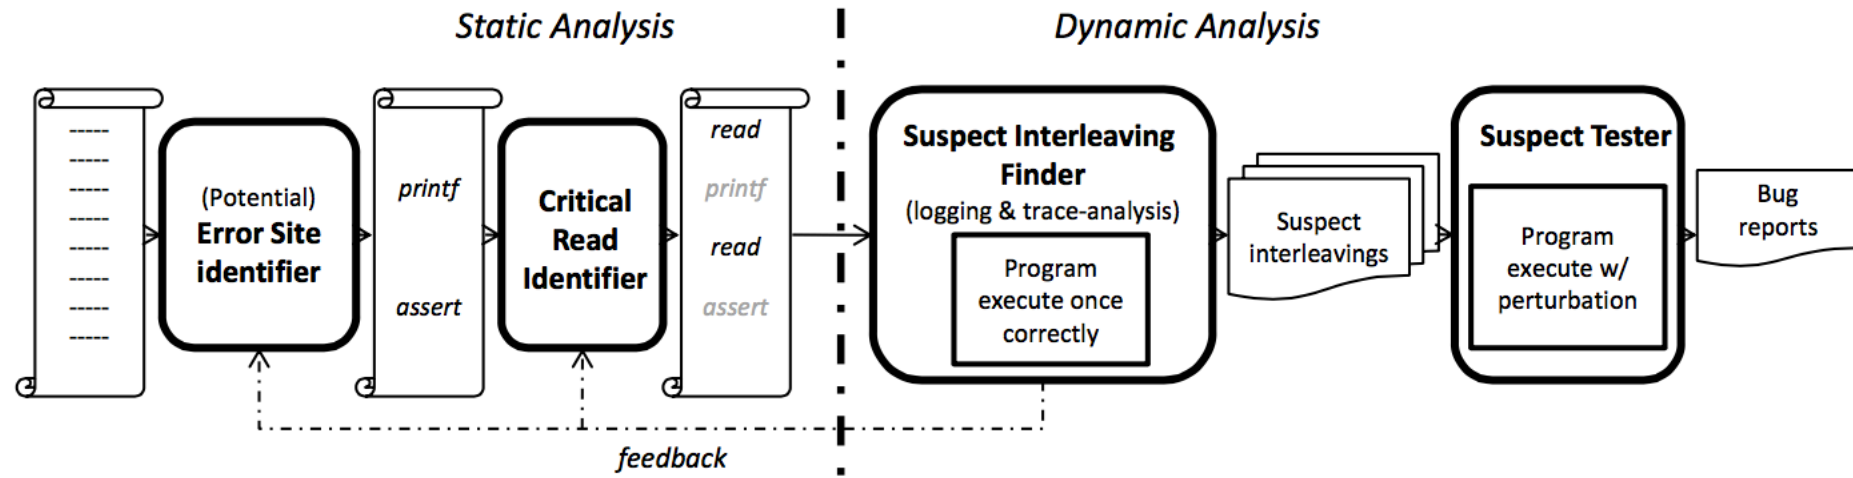 Static Analysis
Dynamic Analysis
-----
-----
-----
-----
-----
-----
-----
-----
(Potential)
Error Site
identifier
printf
assert
Critical
Read
Identifier
read
printf
read
assert
Suspect Interleaving
Finder
(logging & trace-analysis)
Program
execute once
correctly
Suspect
interleavings
Suspect Tester
Program
execute w/
perturbation
Bug
reports
feedback